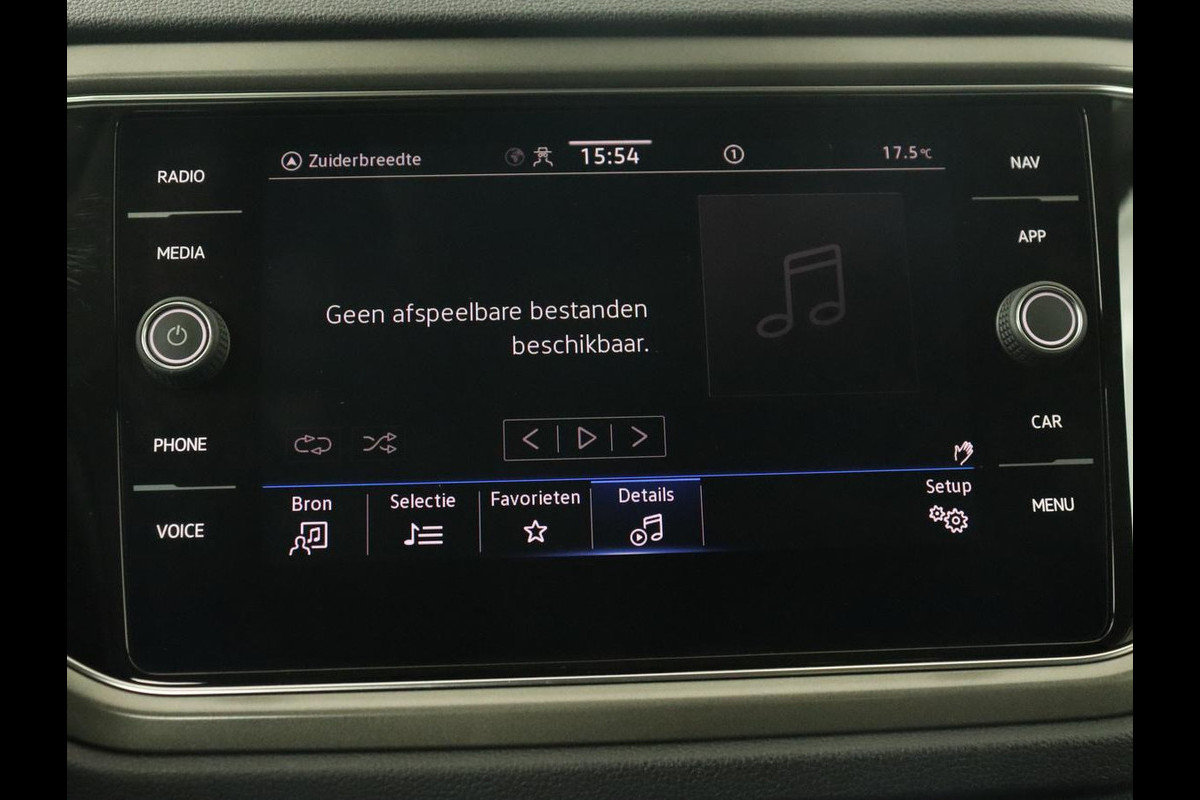 Zuiderbreedte 15:54 1 17.5°C
RADIO
MEDIA
PHONE
VOICE
Geen afspeelbare bestanden
beschikbaar.
Bron Selectie Favorieten Details Setup
NAV
APP
CAR
MENU